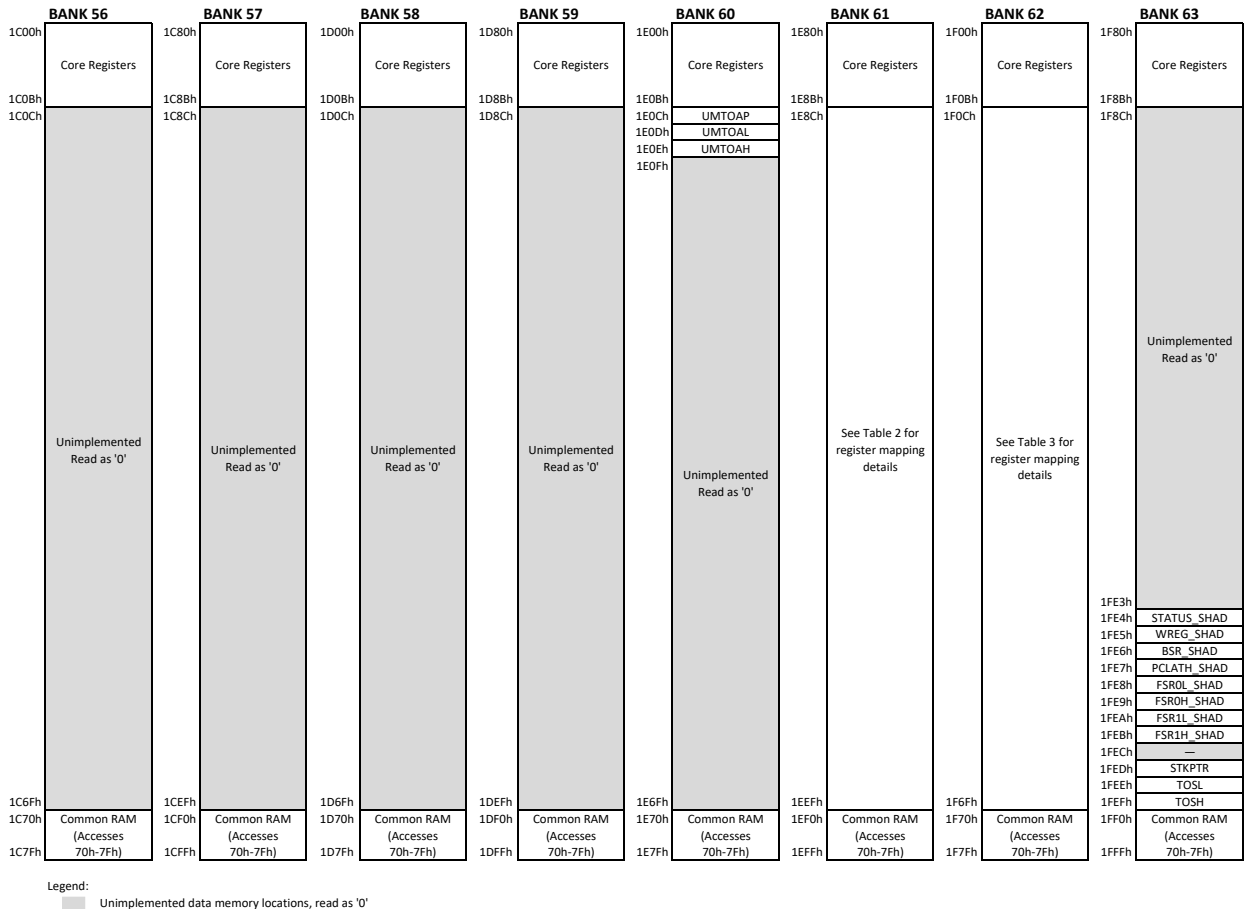 BANK 56
1C00h
Core Registers
1C0Bh
1C0Ch
Unimplemented
Read as '0'
1C6Fh
1C70h
Common RAM
(Accesses
70h-7Fh)
1C7Fh
BANK 57
1C80h
Core Registers
1C8Bh
1C8Ch
Unimplemented
Read as '0'
1CEFh
1CF0h
Common RAM
(Accesses
70h-7Fh)
1CFFh
BANK 58
1D00h
Core Registers
1D0Bh
1D0Ch
Unimplemented
Read as '0'
1D6Fh
1D70h
Common RAM
(Accesses
70h-7Fh)
1D7Fh
BANK 59
1D80h
Core Registers
1D8Bh
1D8Ch
Unimplemented
Read as '0'
1DEFh
1DF0h
Common RAM
(Accesses
70h-7Fh)
1DFFh
BANK 60
1E00h
Core Registers
1E0Bh
1E0Ch UMTOAP
1E0Dh UMTOAL
1E0Eh UMTOAH
1E0Fh
Unimplemented
Read as '0'
1E6Fh
1E70h
Common RAM
(Accesses
70h-7Fh)
1E7Fh
BANK 61
1E80h
Core Registers
1E8Bh
1E8Ch
See Table 2 for
register mapping
details
1EEFh
1EF0h
Common RAM
(Accesses
70h-7Fh)
1EFFh
BANK 62
1F00h
Core Registers
1F0Bh
1F0Ch
See Table 3 for
register mapping
details
1F6Fh
1F70h
Common RAM
(Accesses
70h-7Fh)
1F7Fh
BANK 63
1F80h
Core Registers
1F8Bh
1F8Ch
Unimplemented
Read as '0'
1FE3h
1FE4h STATUS_SHAD
1FE5h WREG_SHAD
1FE6h BSR_SHAD
1FE7h PCLATH_SHAD
1FE8h FSR0L_SHAD
1FE9h FSR0H_SHAD
1FEAh FSR1L_SHAD
1FEBh FSR1H_SHAD
1FECh —
1FEDh STKPTR
1FEEh TOSL
1FEFh TOSH
1FF0h
Common RAM
(Accesses
70h-7Fh)
1FFFh
Legend:
Unimplemented data memory locations, read as '0'